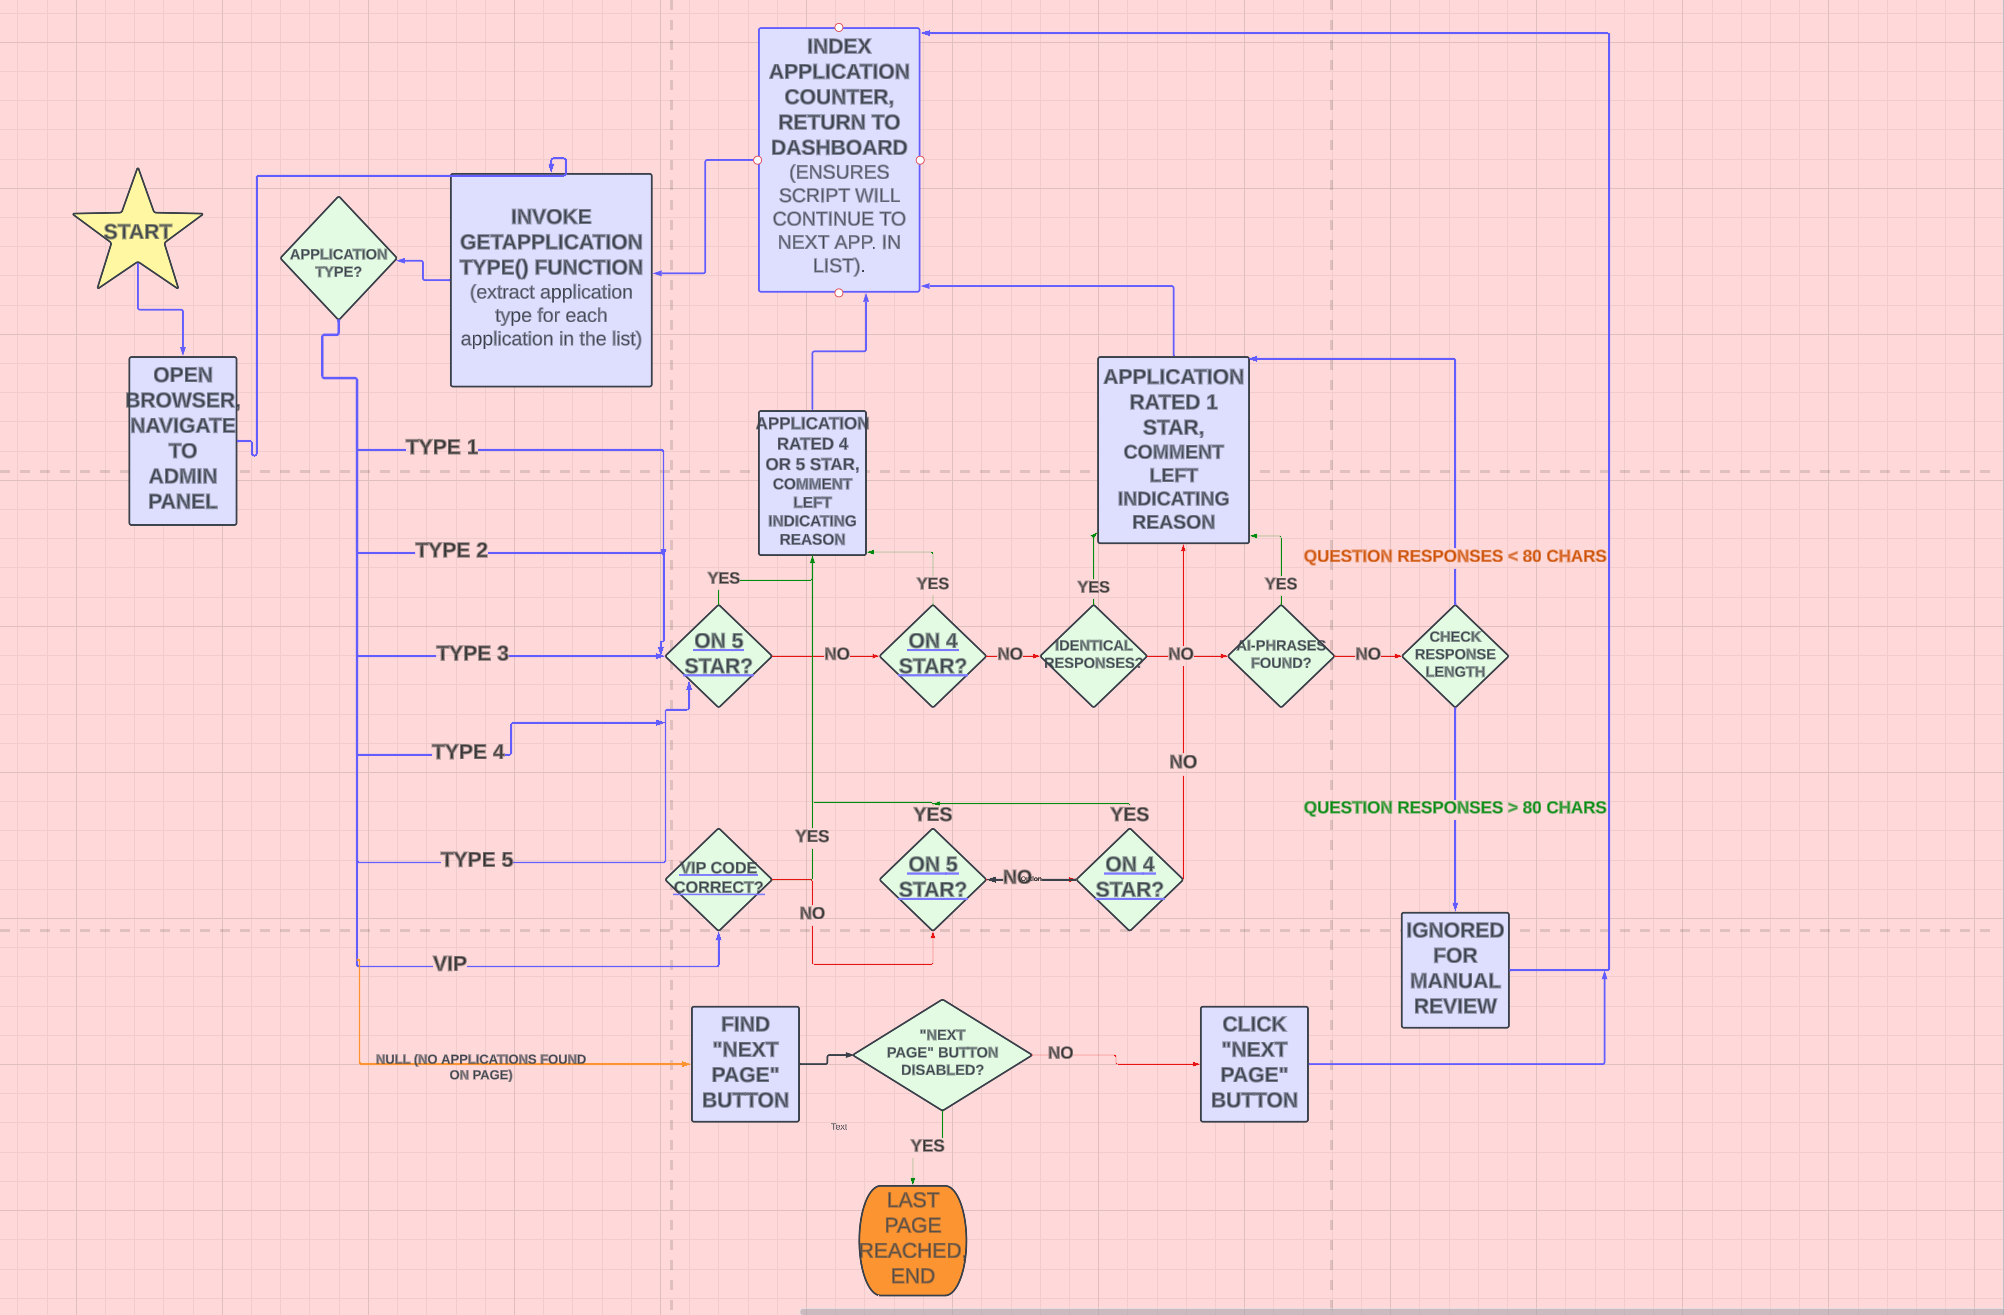 INDEX
APPLICATION
COUNTER,
RETURN TO
DASHBOARD
(ENSURES
SCRIPT WILL
CONTINUE TO
NEXT APP. IN
LIST).
START
APPLICATION
TYPE?
INVOKE
GETAPPLICATION
TYPE() FUNCTION
(extract application
type for each
application in the list)
OPEN
BROWSER,
NAVIGATE
TO
ADMIN
PANEL
APPLICATION
RATED 4
OR 5 STAR,
COMMENT
LEFT
INDICATING
REASON
APPLICATION
RATED 1
STAR,
COMMENT
LEFT
INDICATING
REASON
TYPE 1
TYPE 2
TYPE 3
TYPE 4
TYPE 5
VIP
QUESTION RESPONSES < 80 CHARS
YES
YES
YES
YES
ON 5
STAR?
NO
ON 4
STAR?
NO
IDENTICAL
RESPONSES?
NO
AI-PHRASES
FOUND?
NO
CHECK
RESPONSE
LENGTH
NO
QUESTION RESPONSES > 80 CHARS
YES
YES
YES
VIP CODE
CORRECT?
NO
ON 5
STAR?
NO
ON 4
STAR?
IGNORED
FOR
MANUAL
REVIEW
NULL (NO APPLICATIONS FOUND
ON PAGE)
FIND
"NEXT
PAGE"
BUTTON
"NEXT
PAGE" BUTTON
DISABLED?
NO
CLICK
"NEXT
PAGE"
BUTTON
Text
YES
LAST
PAGE
REACHED,
END